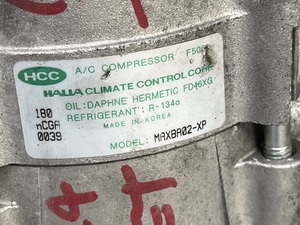 HCC
A/C COMPRESSOR
HALLA CLIMATE CONTROL CORP
OIL: DAPHNE HERMETIC FD46XG
REFRIGERANT: R-134a
MADE IN KOREA
180
nCGA
0039
MODEL: MAXBA02-XP